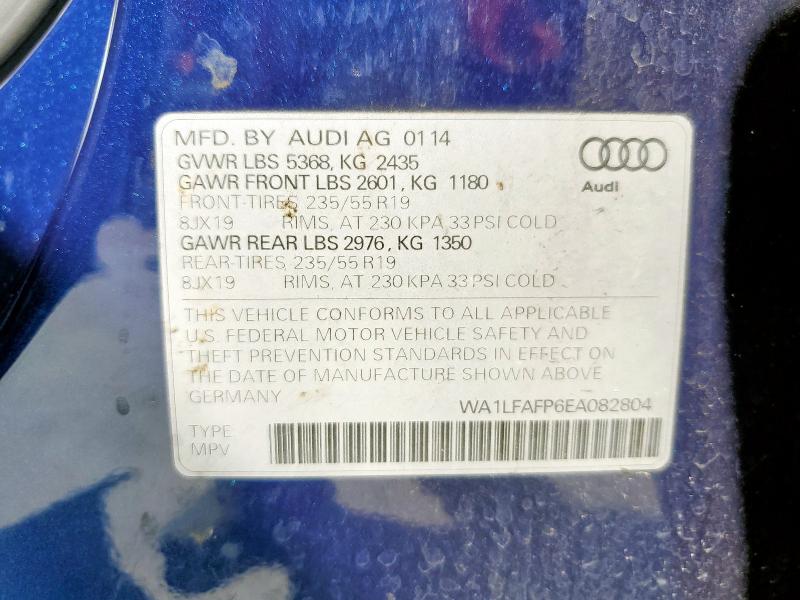 MFD. BY AUDI AG 01 14
GVWR LBS 5368, KG 2435
GAWR FRONT LBS 2601, KG 1180
FRONT-TIRES 235/55 R19
8JX19 RIMS, AT 230 KPA 33 PSI COLD
GAWR REAR LBS 2976, KG 1350
REAR-TIRES 235/55 R19
8JX19 RIMS, AT 230 KPA 33 PSI COLD
Audi
THIS VEHICLE CONFORMS TO ALL APPLICABLE
U.S. FEDERAL MOTOR VEHICLE SAFETY AND
THEFT PREVENTION STANDARDS IN EFFECT ON
THE DATE OF MANUFACTURE SHOWN ABOVE
GERMANY
WA1LFAFP6EA082804
TYPE
MPV